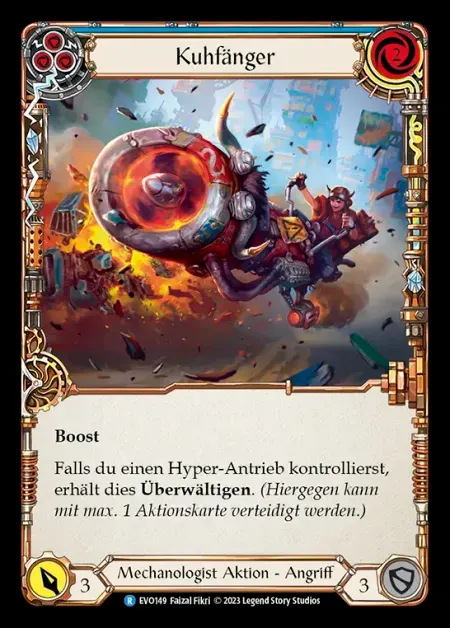 Kuhfänger
2
Boost
Falls du einen Hyper-Antrieb kontrollierst,
erhält dies Überwältigen. (Hiergegen kann
mit max. 1 Aktionskarte verteidigt werden.)
3
Mechanologist Aktion - Angriff
3
R EVO149 Faizal Fikri © 2023 Legend Story Studios